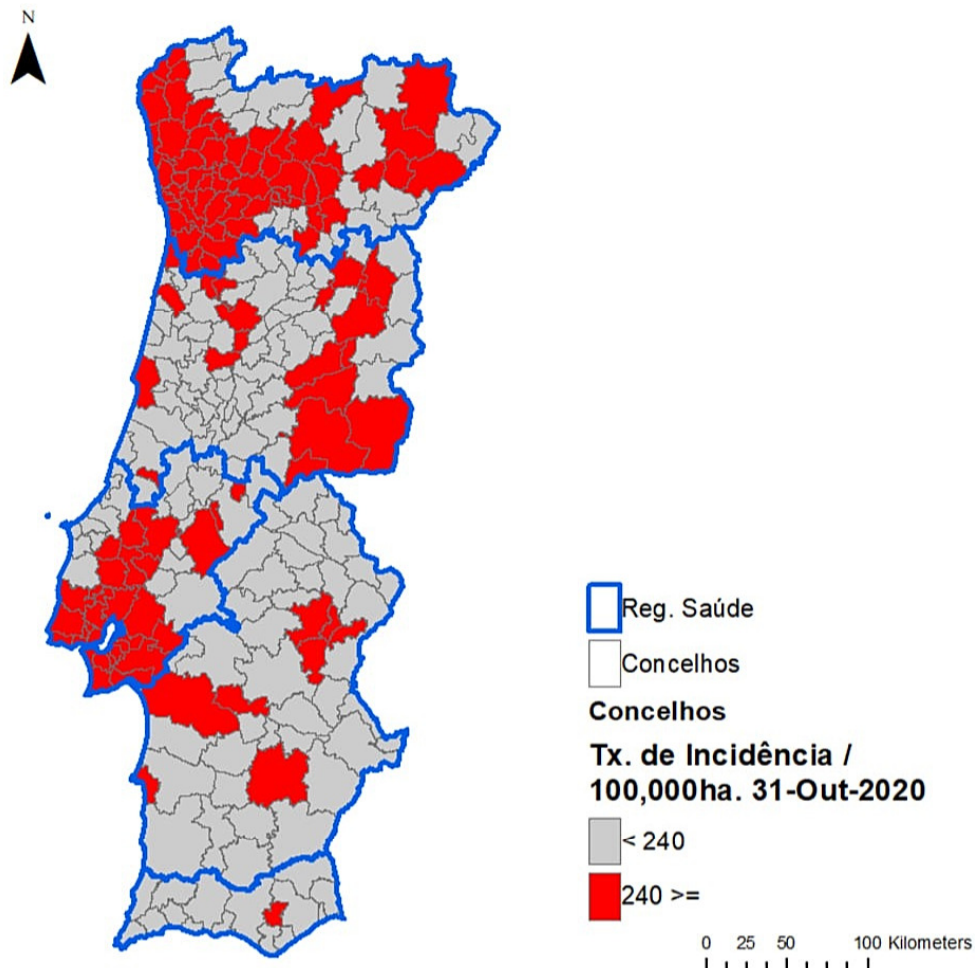 N
Reg. Saúde
Concelhos
Concelhos
Tx. de Incidência /
100,000ha. 31-Out-2020
< 240
240 >=
0 25 50 100 Kilometers